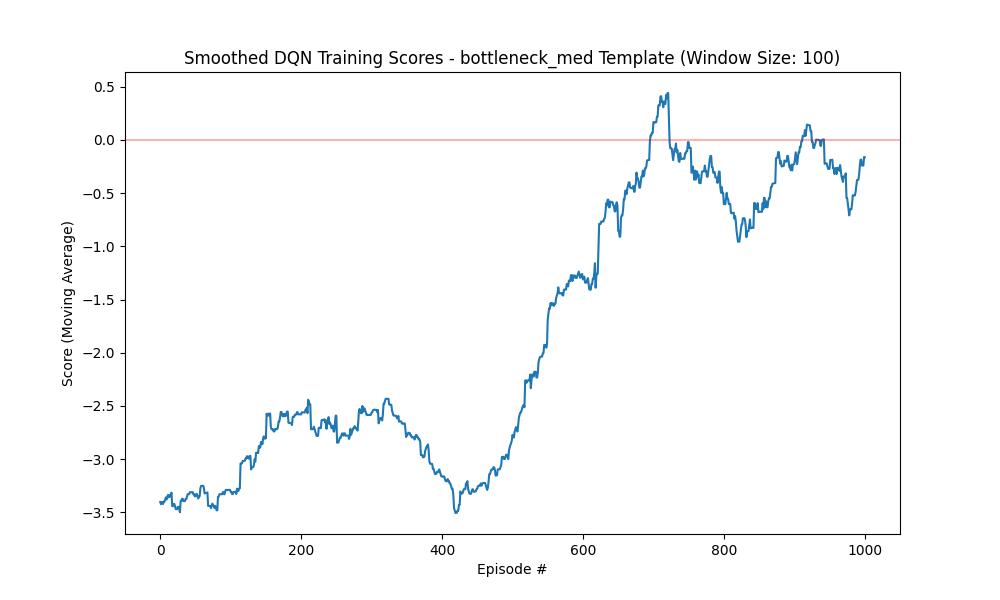 Smoothed DQN Training Scores - bottleneck_med Template (Window Size: 100)
Score (Moving Average)
0.5
0.0
−0.5
−1.0
−1.5
−2.0
−2.5
−3.0
−3.5
0 200 400 600 800 1000
Episode #